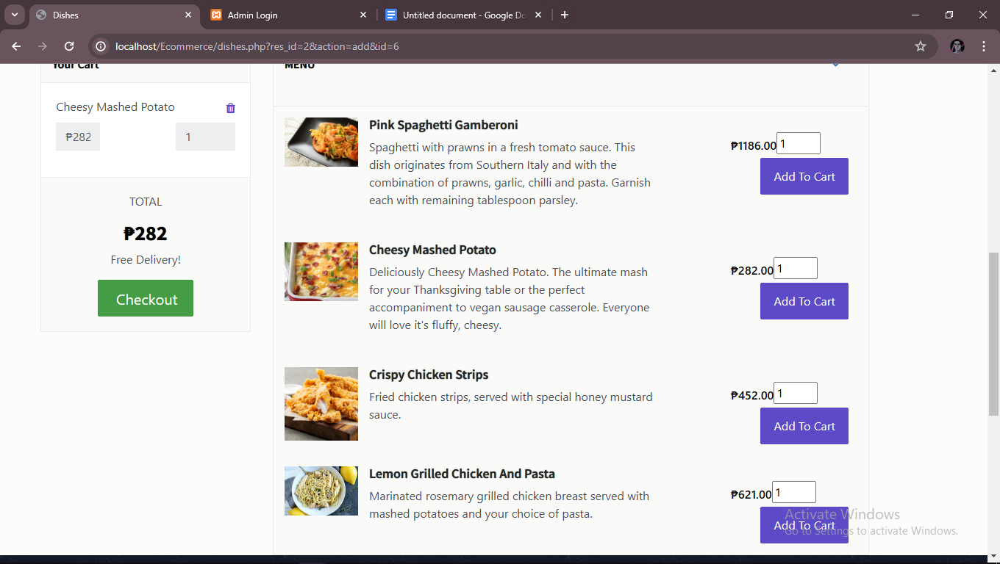 Dishes
Admin Login
Untitled document - Google Do
localhost/Ecommerce/dishes.php?res_id=2&action=add&id=6
Your Cart
Cheesy Mashed Potato
₱282
1
TOTAL
₱282
Free Delivery!
Checkout
MENU
Pink Spaghetti Gamberoni
Spaghetti with prawns in a fresh tomato sauce. This
dish originates from Southern Italy and with the
combination of prawns, garlic, chilli and pasta. Garnish
each with remaining tablespoon parsley.
₱1186.00 1
Add To Cart
Cheesy Mashed Potato
Deliciously Cheesy Mashed Potato. The ultimate mash
for your Thanksgiving table or the perfect
accompaniment to vegan sausage casserole. Everyone
will love it's fluffy, cheesy.
₱282.00 1
Add To Cart
Crispy Chicken Strips
Fried chicken strips, served with special honey mustard
sauce.
₱452.00 1
Add To Cart
Lemon Grilled Chicken And Pasta
Marinated rosemary grilled chicken breast served with
mashed potatoes and your choice of pasta.
₱621.00 1
Add To Cart
Activate Windows
Go to Settings to activate Windows.